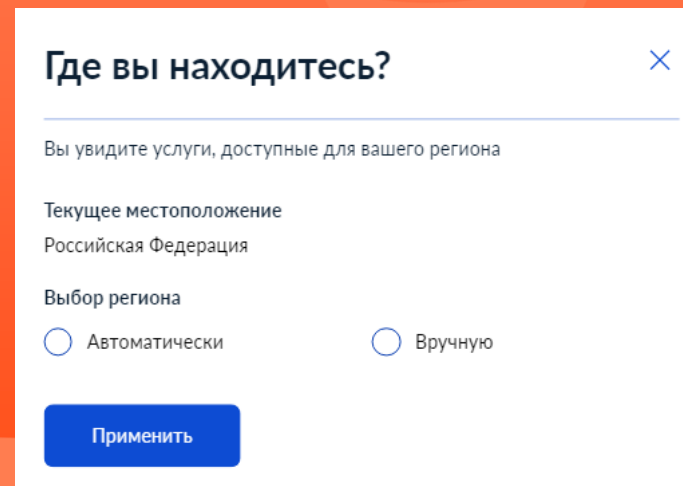 Где вы находитесь?
Вы увидите услуги, доступные для вашего региона
Текущее местоположение
Российская Федерация
Выбор региона
Автоматически Вручную
Применить